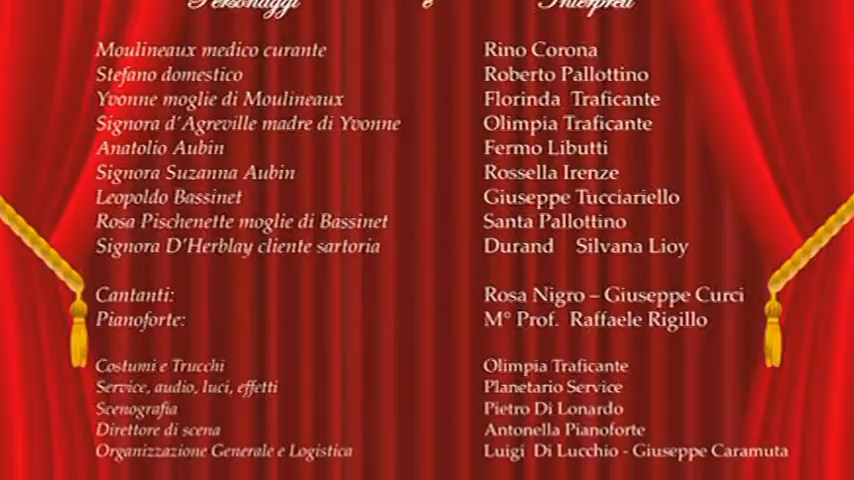 Personaggi e Interpreti
Moulineaux medico curante Rino Corona
Stefano domestico Roberto Pallottino
Yvonne moglie di Moulineaux Florinda Traficante
Signora d'Agreville madre di Yvonne Olimpia Traficante
Anatolio Aubin Fermo Libutti
Signora Suzanna Aubin Rossella Irenze
Leopoldo Bassinet Giuseppe Tucciariello
Rosa Pischenette moglie di Bassinet Santa Pallottino
Signora D'Herblay cliente sartoria Durand Silvana Lioy
Cantanti: Rosa Nigro – Giuseppe Curci
Pianoforte: M° Prof. Raffaele Rigillo
Costumi e Trucchi Olimpia Traficante
Service, audio, luci, effetti Planetario Service
Scenografia Pietro Di Lonardo
Direttore di scena Antonella Pianoforte
Organizzazione Generale e Logistica Luigi Di Lucchio - Giuseppe Caramuta